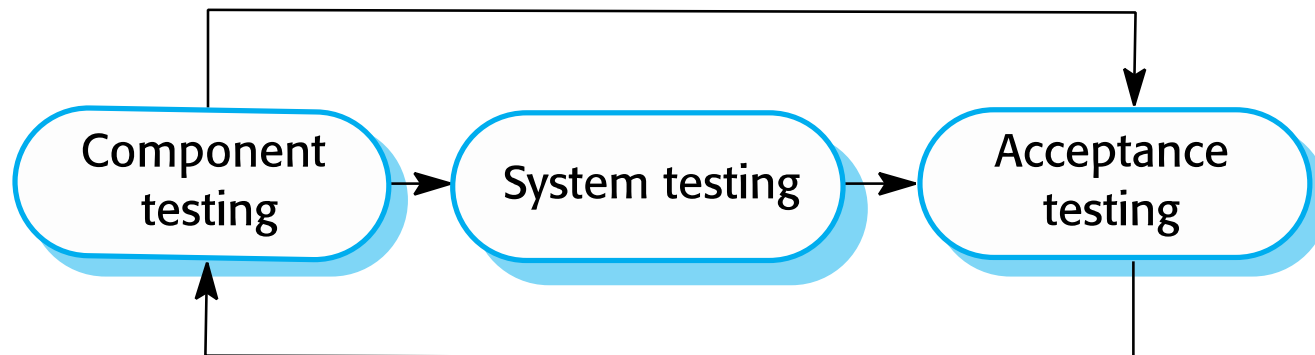 Component
testing
System testing
Acceptance
testing